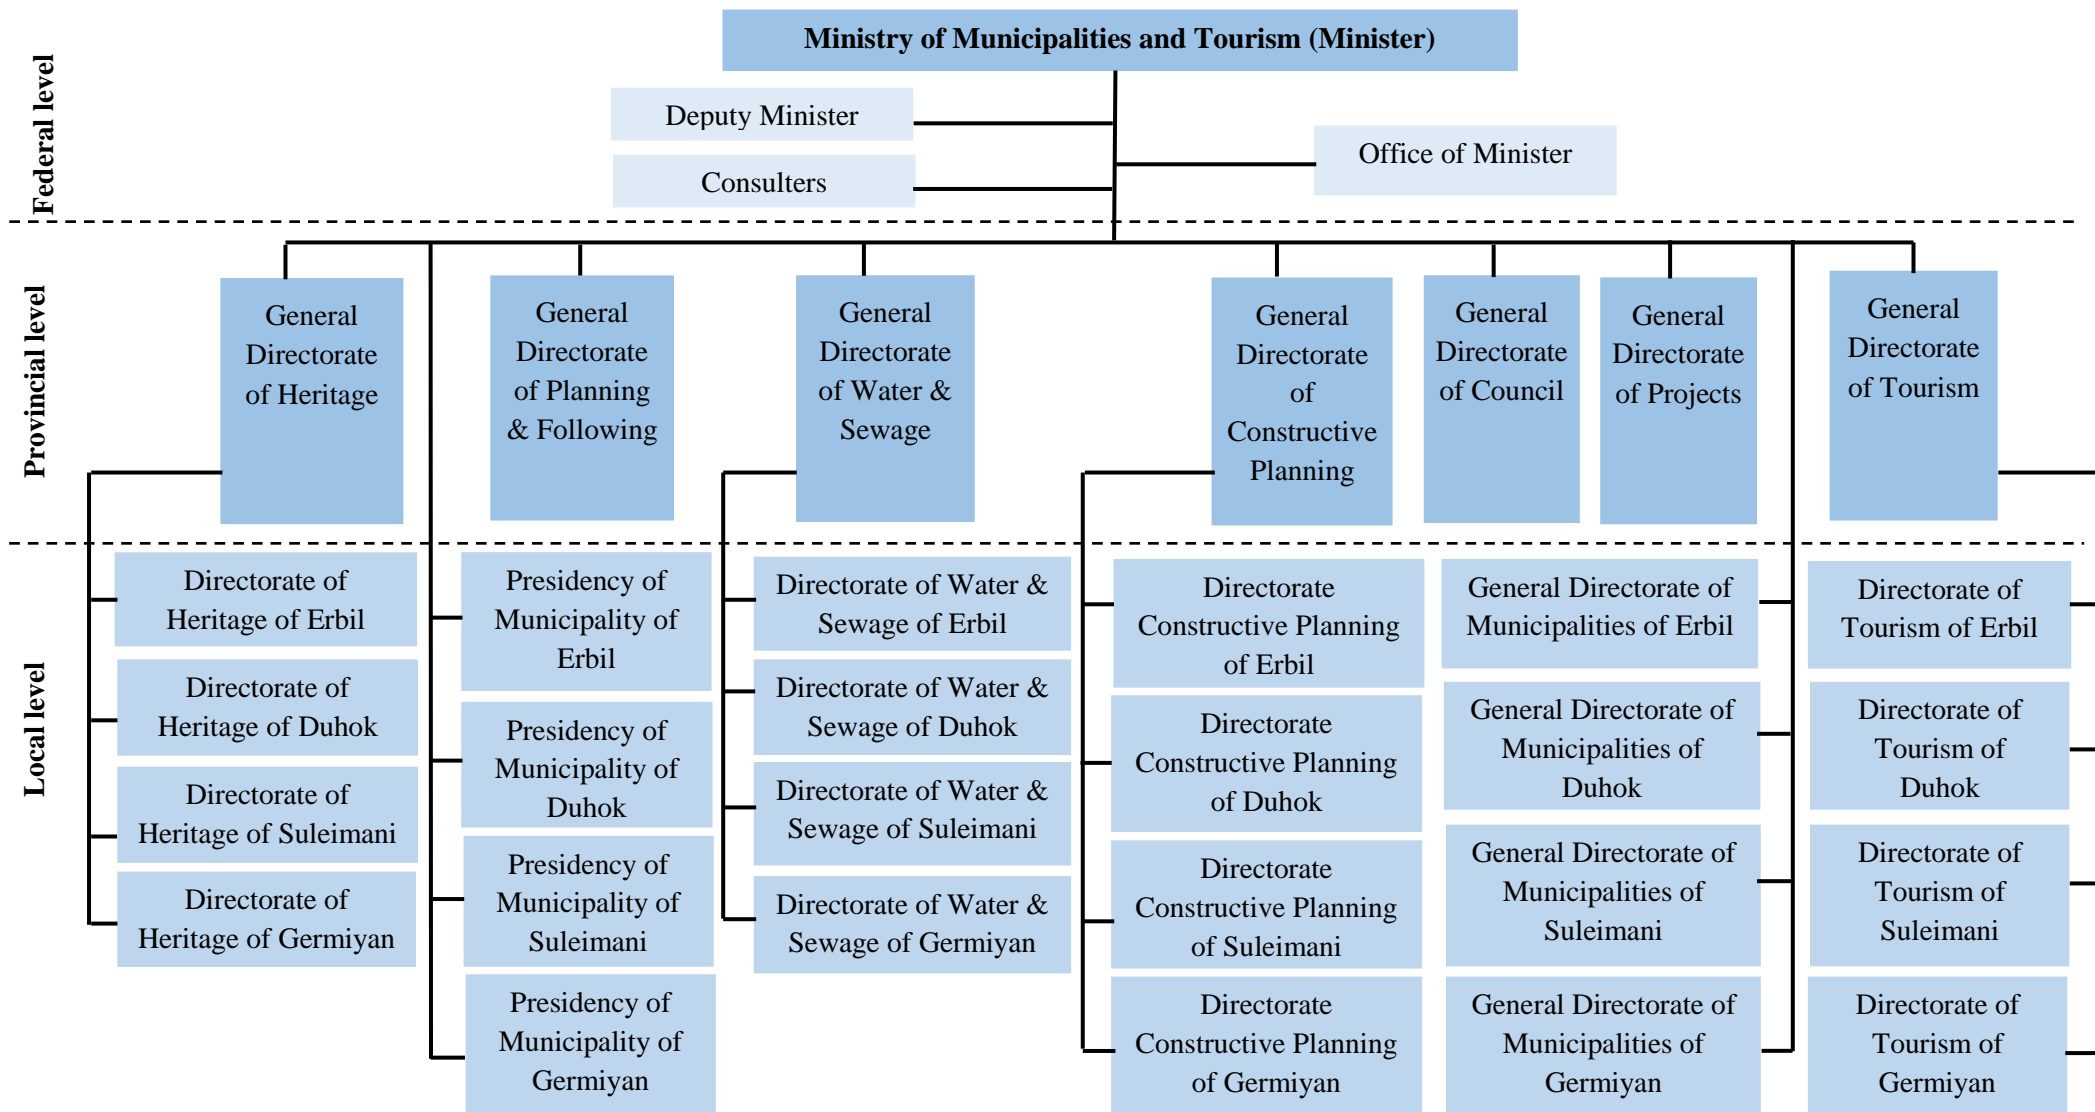 Ministry of Municipalities and Tourism (Minister)
Federal level
Deputy Minister
Consulters
Office of Minister
Provincial level
General
Directorate
of Heritage
General
Directorate
of Planning
& Following
General
Directorate
of Water &
Sewage
General
Directorate
of
Constructive
Planning
General
Directorate
of Council
General
Directorate
of Projects
General
Directorate
of Tourism
Local level
Directorate of
Heritage of Erbil
Directorate of
Heritage of Duhok
Directorate of
Heritage of Suleimani
Directorate of
Heritage of Germiyan
Presidency of
Municipality of
Erbil
Presidency of
Municipality of
Duhok
Presidency of
Municipality of
Suleimani
Presidency of
Municipality of
Germiyan
Directorate of Water &
Sewage of Erbil
Directorate of Water &
Sewage of Duhok
Directorate of Water &
Sewage of Suleimani
Directorate of Water &
Sewage of Germiyan
Directorate
Constructive Planning
of Erbil
Directorate
Constructive Planning
of Duhok
Directorate
Constructive Planning
of Suleimani
Directorate
Constructive Planning
of Germiyan
General Directorate of
Municipalities of Erbil
General Directorate of
Municipalities of
Duhok
General Directorate of
Municipalities of
Suleimani
General Directorate of
Municipalities of
Germiyan
Directorate of
Tourism of Erbil
Directorate of
Tourism of
Duhok
Directorate of
Tourism of
Suleimani
Directorate of
Tourism of
Germiyan